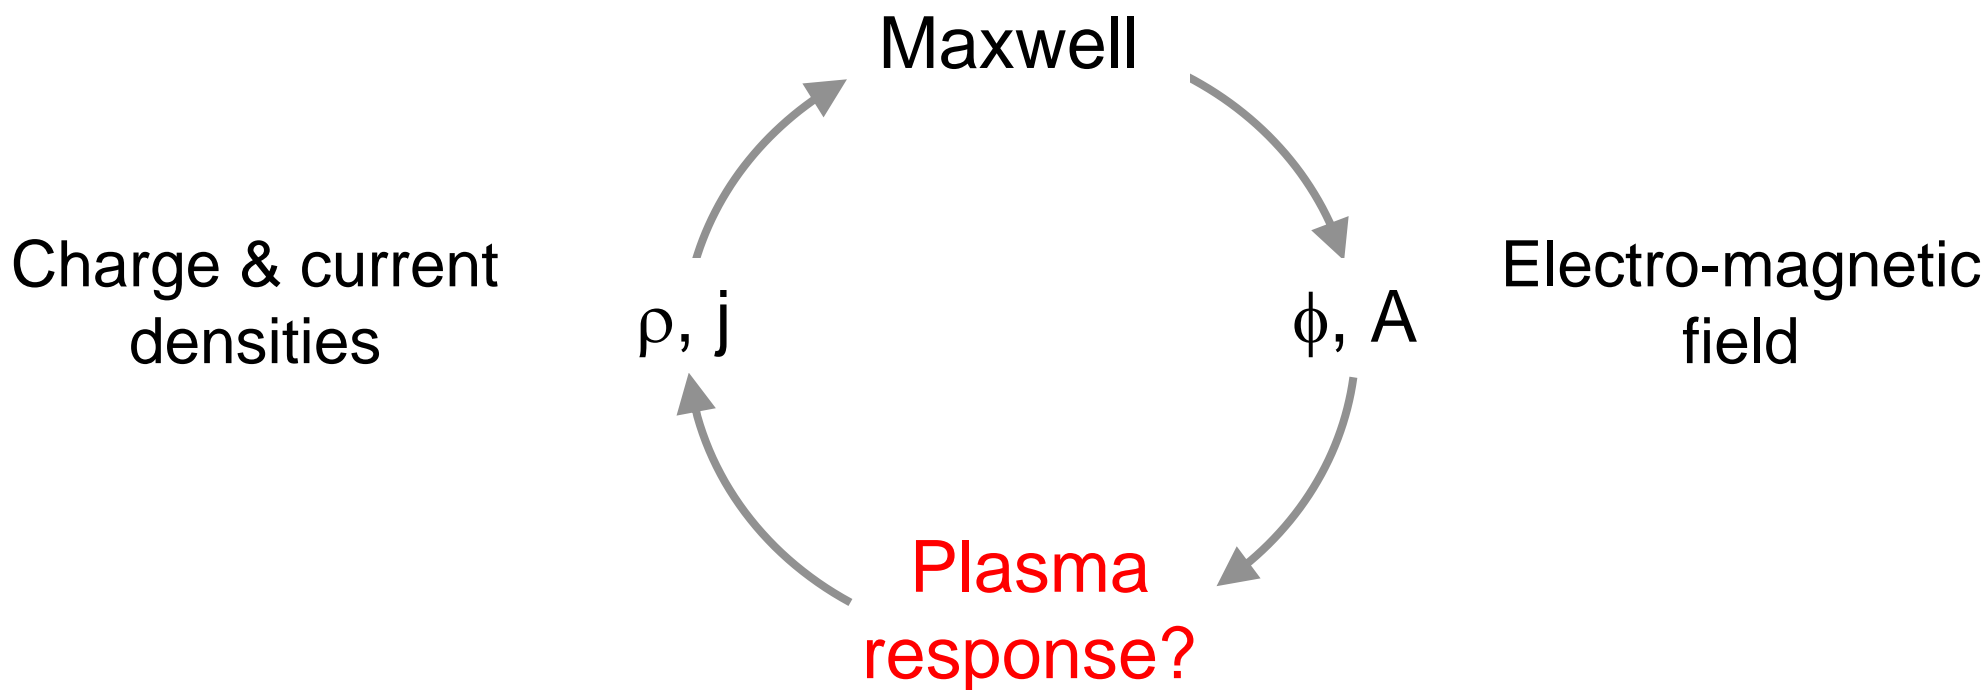 Maxwell
Charge & current
densities
ρ, j
ϕ, A
Electro-magnetic
field
Plasma
response?